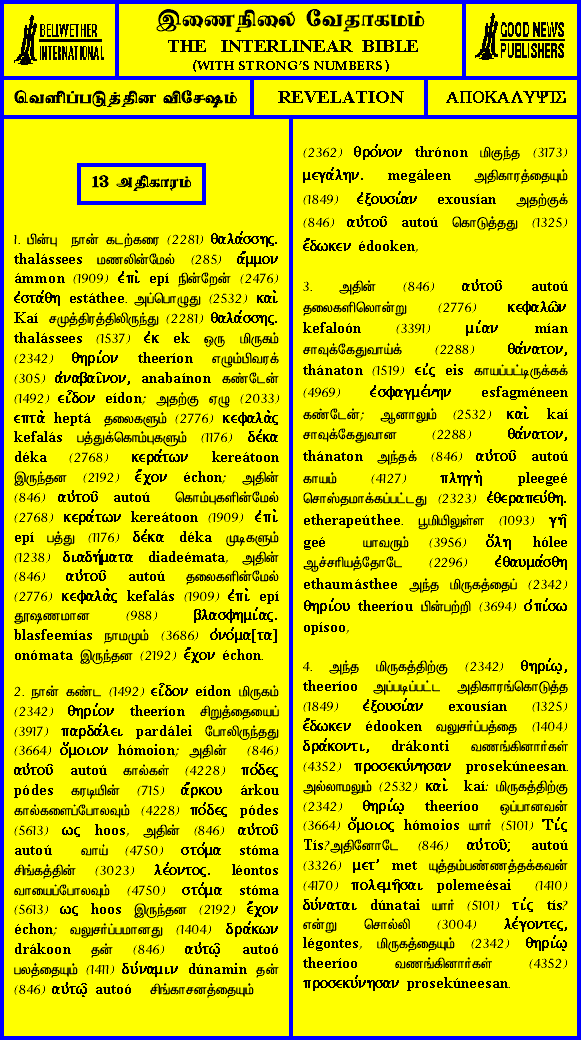 BELLWETHER
INTERNATIONAL
இணைநிலை வேதாகமம்
THE INTERLINEAR BIBLE
(WITH STRONG'S NUMBERS)
GOOD NEWS
PUBLISHERS
வெளிப்படுத்தின விசேஷம்
REVELATION
ΑΠΟΚΑΛΥΨΙΣ
13 அதிகாரம்
1. பின்பு நான் கடற்கரை (2281) θαλάσσης.
thalássees மணலின்மேல் (285) ἄμμον
ámmon (1909) ἐπὶ epí நின்றேன் (2476)
ἐστάθη estáthee. அப்பொழுது (2532) καὶ
Kaí சமுத்திரத்திலிருந்து (2281) θαλάσσης.
thalássees (1537) ἐκ ek ஒரு மிருகம்
(2342) θηρίον theeríon எழும்பிவரக்
(305) ἀναβαῖνον, anabaínon கண்டேன்
(1492) εἶδον eídon; அதற்கு ஏழு (2033)
επτὰ heptá தலைகளும் (2776) κεφαλὰς
kefalás பத்துக்கொம்புகளும் (1176) δέκα
déka (2768) κεράτων kereátoon
இருந்தன (2192) ἔχον échon; அதின்
(846) αὐτοῦ autoú கொம்புகளின்மேல்
(2768) κεράτων kereátoon (1909) ἐπὶ
epí பத்து (1176) δέκα déka முடிகளும்
(1238) διαδήματα diadeémata, அதின்
(846) αὐτοῦ autoú தலைகளின்மேல்
(2776) κεφαλὰς kefalás (1909) ἐπὶ epí
தூஷணமான (988) βλασφημίας.
blasfeemías நாமமும் (3686) ὀνόμα[τα]
onómata இருந்தன (2192) ἔχον échon.
2. நான் கண்ட (1492) εἶδον eídon மிருகம்
(2342) θηρίον theeríon சிறுத்தையைப்
(3917) παρδάλει pardálei போலிருந்தது
(3664) ὅμοιον hómoion; அதின் (846)
αὐτοῦ autoú கால்கள் (4228) πόδες
pódes கரடியின் (715) ἄρκου árkou
கால்களைப்போலவும் (4228) πόδες pódes
(5613) ως hoos, அதின் (846) αὐτοῦ
autoú வாய் (4750) στόμα stóma
சிங்கத்தின் (3023) λέοντος. léontos
வாயைப்போலவும் (4750) στόμα stóma
(5613) ως hoos இருந்தன (2192) ἔχον
échon; வலுசர்ப்பமானது (1404) δράκων
drákoon தன் (846) αὐτῷ autoó
பலத்தையும் (1411) δύναμιν dúnamin தன்
(846) αὐτῷ autoó சிங்காசனத்தையும்
(2362) θρόνον thrónon மிகுந்த (3173)
μεγάλην. megáleen அதிகாரத்தையும்
(1849) ἐξουσίαν exousían அதற்குக்
(846) αὐτοῦ autoú கொடுத்தது (1325)
ἔδωκεν édooken,
3. அதின் (846) αὐτοῦ autoú
தலைகளிலொன்று (2776) κεφαλῶν
kefaloón (3391) μίαν mían
சாவுக்கேதுவாய்க் (2288) θάνατον,
thánaton (1519) εἰς eis காயப்பட்டிருக்கக்
(4969) ἐσφαγμένην esfagméneen
கண்டேன்; ஆனாலும் (2532) καὶ kaí
சாவுக்கேதுவான (2288) θάνατον,
thánaton அந்தக் (846) αὐτοῦ autoú
காயம் (4127) πληγὴ pleegeé
சொஸ்தமாக்கப்பட்டது (2323) ἐθεραπεύθη.
etherapeúthee. பூமியிலுள்ள (1093) γῆ
geé யாவரும் (3956) ὅλη hólee
ஆச்சரியத்தோடே (2296) ἐθαυμάσθη
ethaumásthee அந்த மிருகத்தைப் (2342)
θηρίου theeríou பின்பற்றி (3694) ὀπίσω
opísoo,
4. அந்த மிருகத்திற்கு (2342) θηρίῳ,
theeríoo அப்படிப்பட்ட அதிகாரங்கொடுத்த
(1849) ἐξουσίαν exousían (1325)
ἔδωκεν édooken வலுசர்ப்பத்தை (1404)
δράκοντι, drákonti வணங்கினார்கள்
(4352) προσεκύνησαν prosekúneesan.
அல்லாமலும் (2532) καὶ kaí: மிருகத்திற்கு
(2342) θηρίῳ theeríoo ஒப்பானவன்
(3664) ὅμοιος hómoios யார் (5101) Τίς
Tís?அதினோடே (846) αὐτοῦ; autoú
(3326) μετ' met யுத்தம்பண்ணத்தக்கவன்
(4170) πολεμῆσαι polemeésai (1410)
δύναται dúnatai யார் (5101) τίς tís?
என்று சொல்லி (3004) λέγοντες,
légontes, மிருகத்தையும் (2342) θηρίῳ
theeríoo வணங்கினார்கள் (4352)
προσεκύνησαν prosekúneesan.